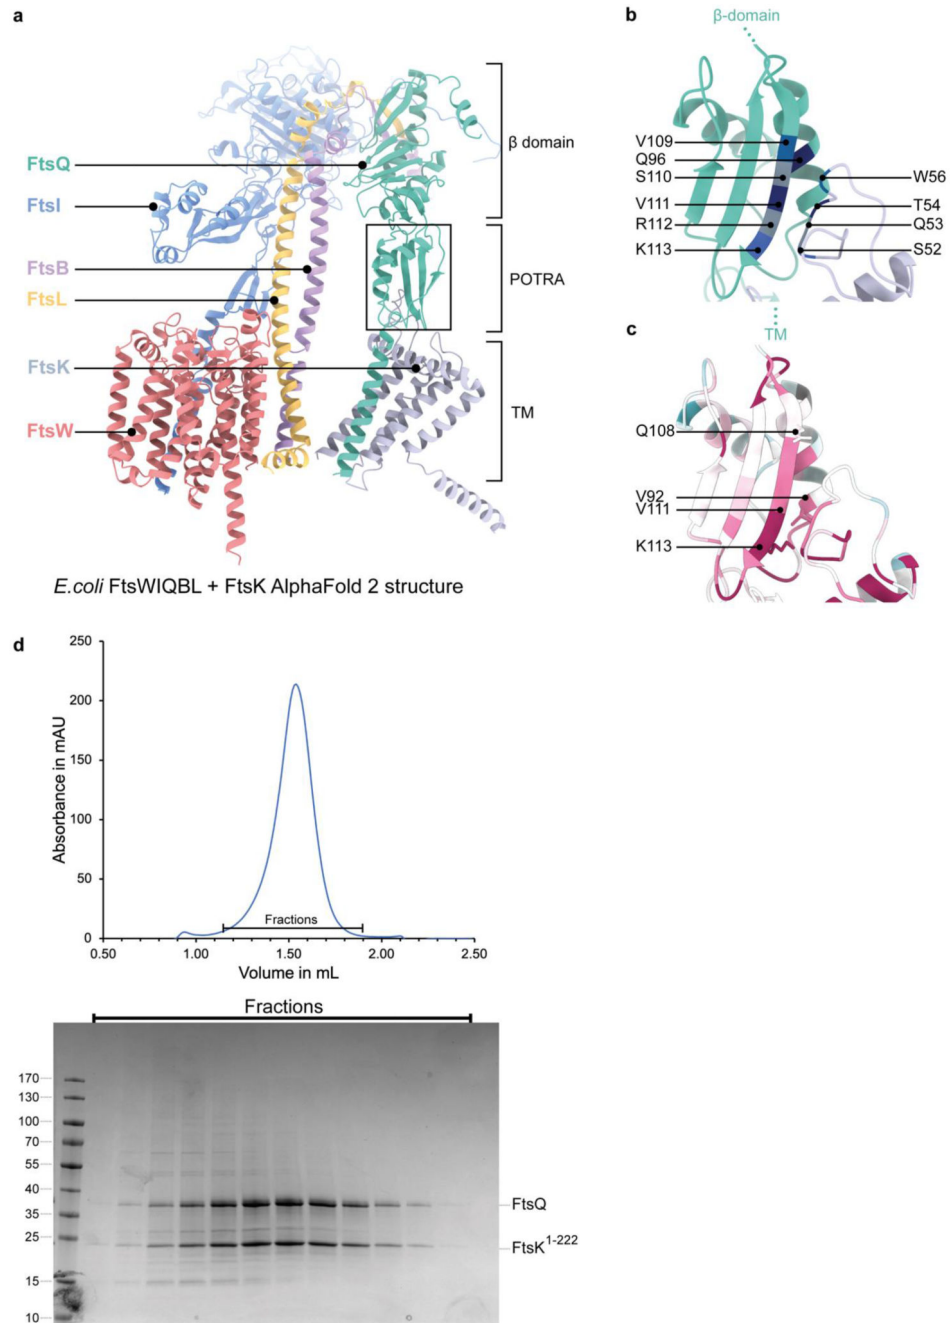 a
FtsQ
FtsI
FtsB
FtsL
FtsK
FtsW
β domain
POTRA
TM
E.coli FtsWIQBL + FtsK AlphaFold 2 structure
b
β-domain
V109
Q96
S110
V111
R112
K113
W56
T54
Q53
S52
TM
c
Q108
V92
V111
K113
d
Absorbance in mAU
250
200
150
100
50
0
Fractions
0.50
1.00
1.50
2.00
2.50
Volume in mL
Fractions
170
130
100
70
55
40
35
25
15
10
FtsQ
FtsK1-222